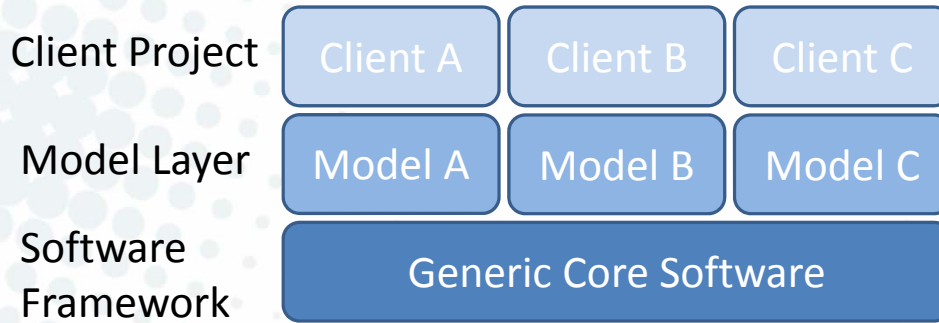 Client Project
Client A
Client B
Client C
Model Layer
Model A
Model B
Model C
Software
Framework
Generic Core Software